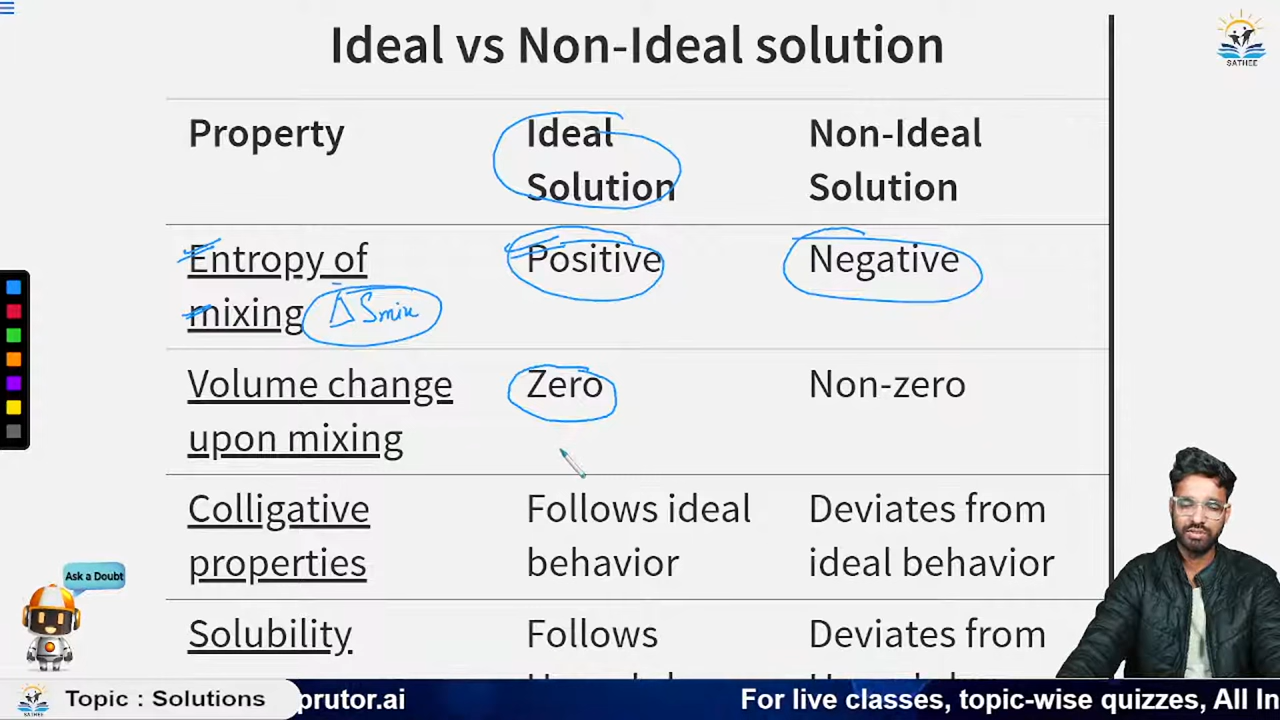 Ideal vs Non-Ideal solution
SATHEE
Property
Ideal
Solution
Non-Ideal
Solution
Entropy of
mixing
Δ Smix
Positive
Negative
Volume change
upon mixing
Zero
Non-zero
Colligative
properties
Follows ideal
behavior
Deviates from
ideal behavior
Ask a Doubt
Solubility
Follows
Deviates from
SATHEE
Topic : Solutions
prutor.ai
For live classes, topic-wise quizzes, All In